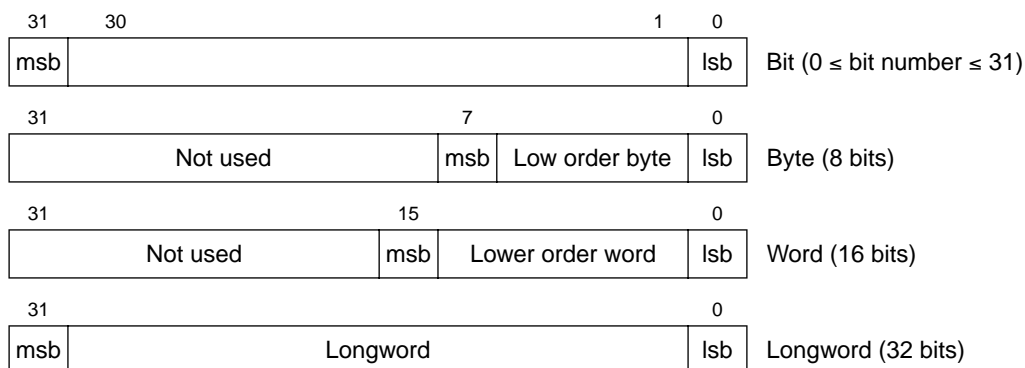 31 30 1 0
msb lsb Bit (0 ≤ bit number ≤ 31)
31 7 0
Not used msb Low order byte lsb Byte (8 bits)
31 15 0
Not used msb Lower order word lsb Word (16 bits)
31 0
msb Longword lsb Longword (32 bits)